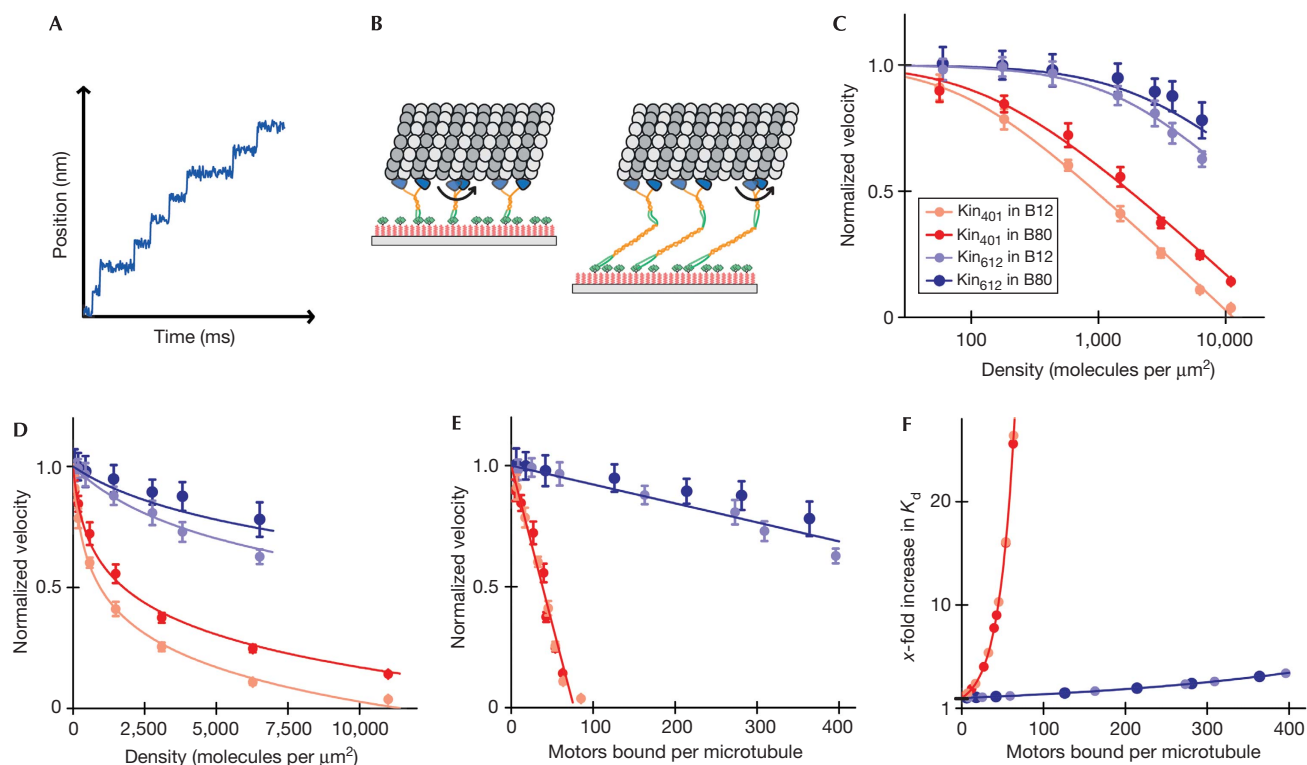 A
Position (nm)
Time (ms)
B
C
Normalized velocity
1.0
0.5
0
Kin401 in B12
Kin401 in B80
Kin612 in B12
Kin612 in B80
100
1,000
10,000
Density (molecules per μm2)
D
Normalized velocity
1.0
0.5
0
0
2,500
5,000
7,500
10,000
Density (molecules per μm2)
E
Normalized velocity
1.0
0.5
0
0
100
200
300
400
Motors bound per microtubule
F
x-fold increase in Kd
20
10
1
0
100
200
300
400
Motors bound per microtubule